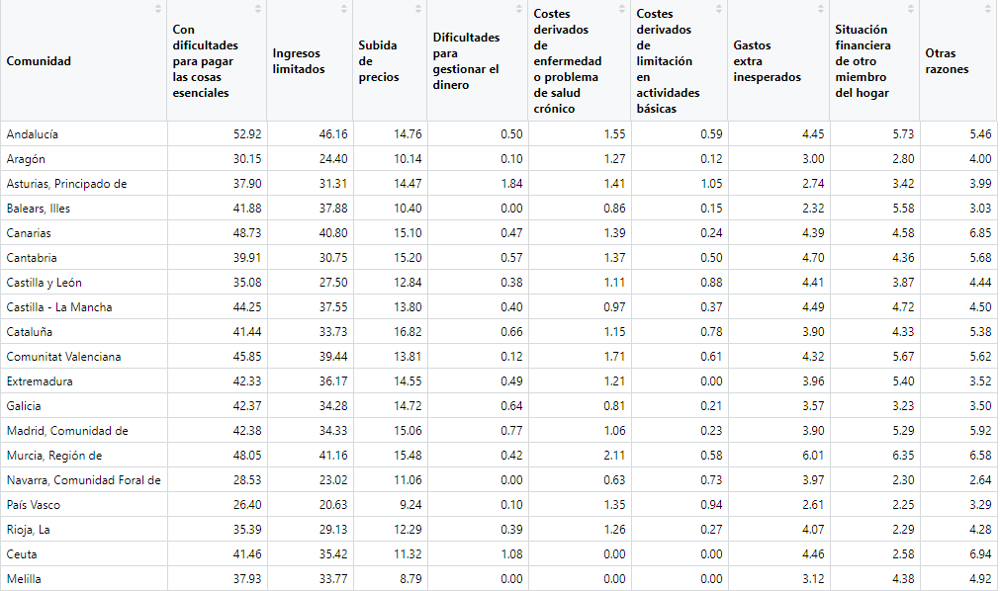 Comunidad Con dificultades para pagar las cosas esenciales Ingresos limitados Subida de precios Dificultades para gestionar el dinero Costes derivados de enfermedad o problema de salud crónico Costes derivados de limitación en actividades básicas Gastos extra inesperados Situación financiera de otro miembro del hogar Otras razones
Andalucía 52.92 46.16 14.76 0.50 1.55 0.59 4.45 5.73 5.46
Aragón 30.15 24.40 10.14 0.10 1.27 0.12 3.00 2.80 4.00
Asturias, Principado de 37.90 31.31 14.47 1.84 1.41 1.05 2.74 3.42 3.99
Balears, Illes 41.88 37.88 10.40 0.00 0.86 0.15 2.32 5.58 3.03
Canarias 48.73 40.80 15.10 0.47 1.39 0.24 4.39 4.58 6.85
Cantabria 39.91 30.75 15.20 0.57 1.37 0.50 4.70 4.36 5.68
Castilla y León 35.08 27.50 12.84 0.38 1.11 0.88 4.41 3.87 4.44
Castilla - La Mancha 44.25 37.55 13.80 0.40 0.97 0.37 4.49 4.72 4.50
Cataluña 41.44 33.73 16.82 0.66 1.15 0.78 3.90 4.33 5.38
Comunitat Valenciana 45.85 39.44 13.81 0.12 1.71 0.61 4.32 5.67 5.62
Extremadura 42.33 36.17 14.55 0.49 1.21 0.00 3.96 5.40 3.52
Galicia 42.37 34.28 14.72 0.64 0.81 0.21 3.57 3.23 3.50
Madrid, Comunidad de 42.38 34.33 15.06 0.77 1.06 0.23 3.90 5.29 5.92
Murcia, Región de 48.05 41.16 15.48 0.42 2.11 0.58 6.01 6.35 6.58
Navarra, Comunidad Foral de 28.53 23.02 11.06 0.00 0.63 0.73 3.97 2.30 2.64
País Vasco 26.40 20.63 9.24 0.10 1.35 0.94 2.61 2.25 3.29
Rioja, La 35.39 29.13 12.29 0.39 1.26 0.27 4.07 2.29 4.28
Ceuta 41.46 35.42 11.32 1.08 0.00 0.00 4.46 2.58 6.94
Melilla 37.93 33.77 8.79 0.00 0.00 0.00 3.12 4.38 4.92